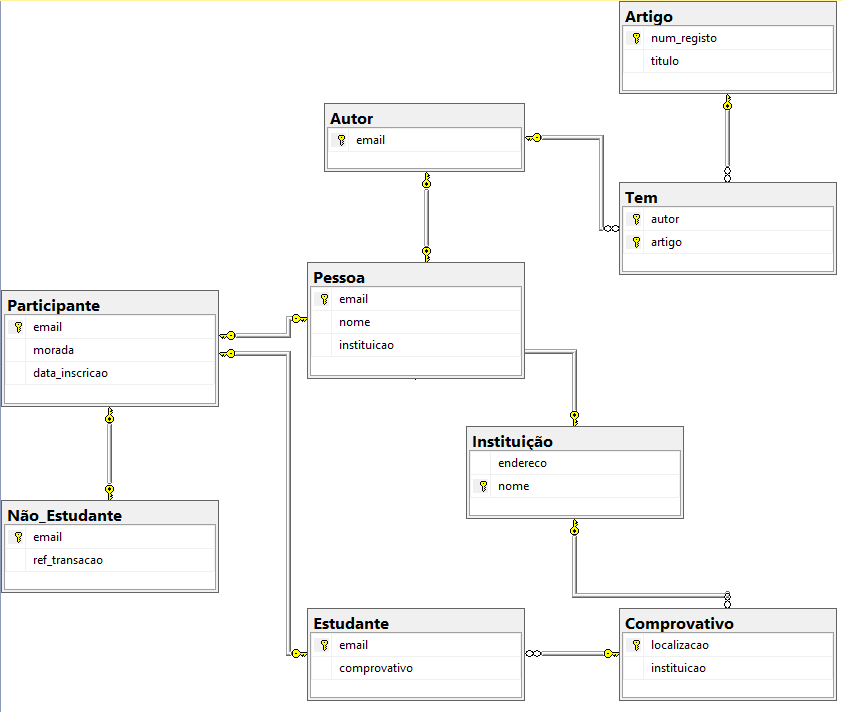 Artigo
num_registo
titulo
Autor
email
Tem
autor
artigo
Pessoa
email
nome
instituicao
Participante
email
morada
data_inscricao
Instituição
endereco
nome
Não_Estudante
email
ref_transacao
Estudante
email
comprovativo
Comprovativo
localizacao
instituicao